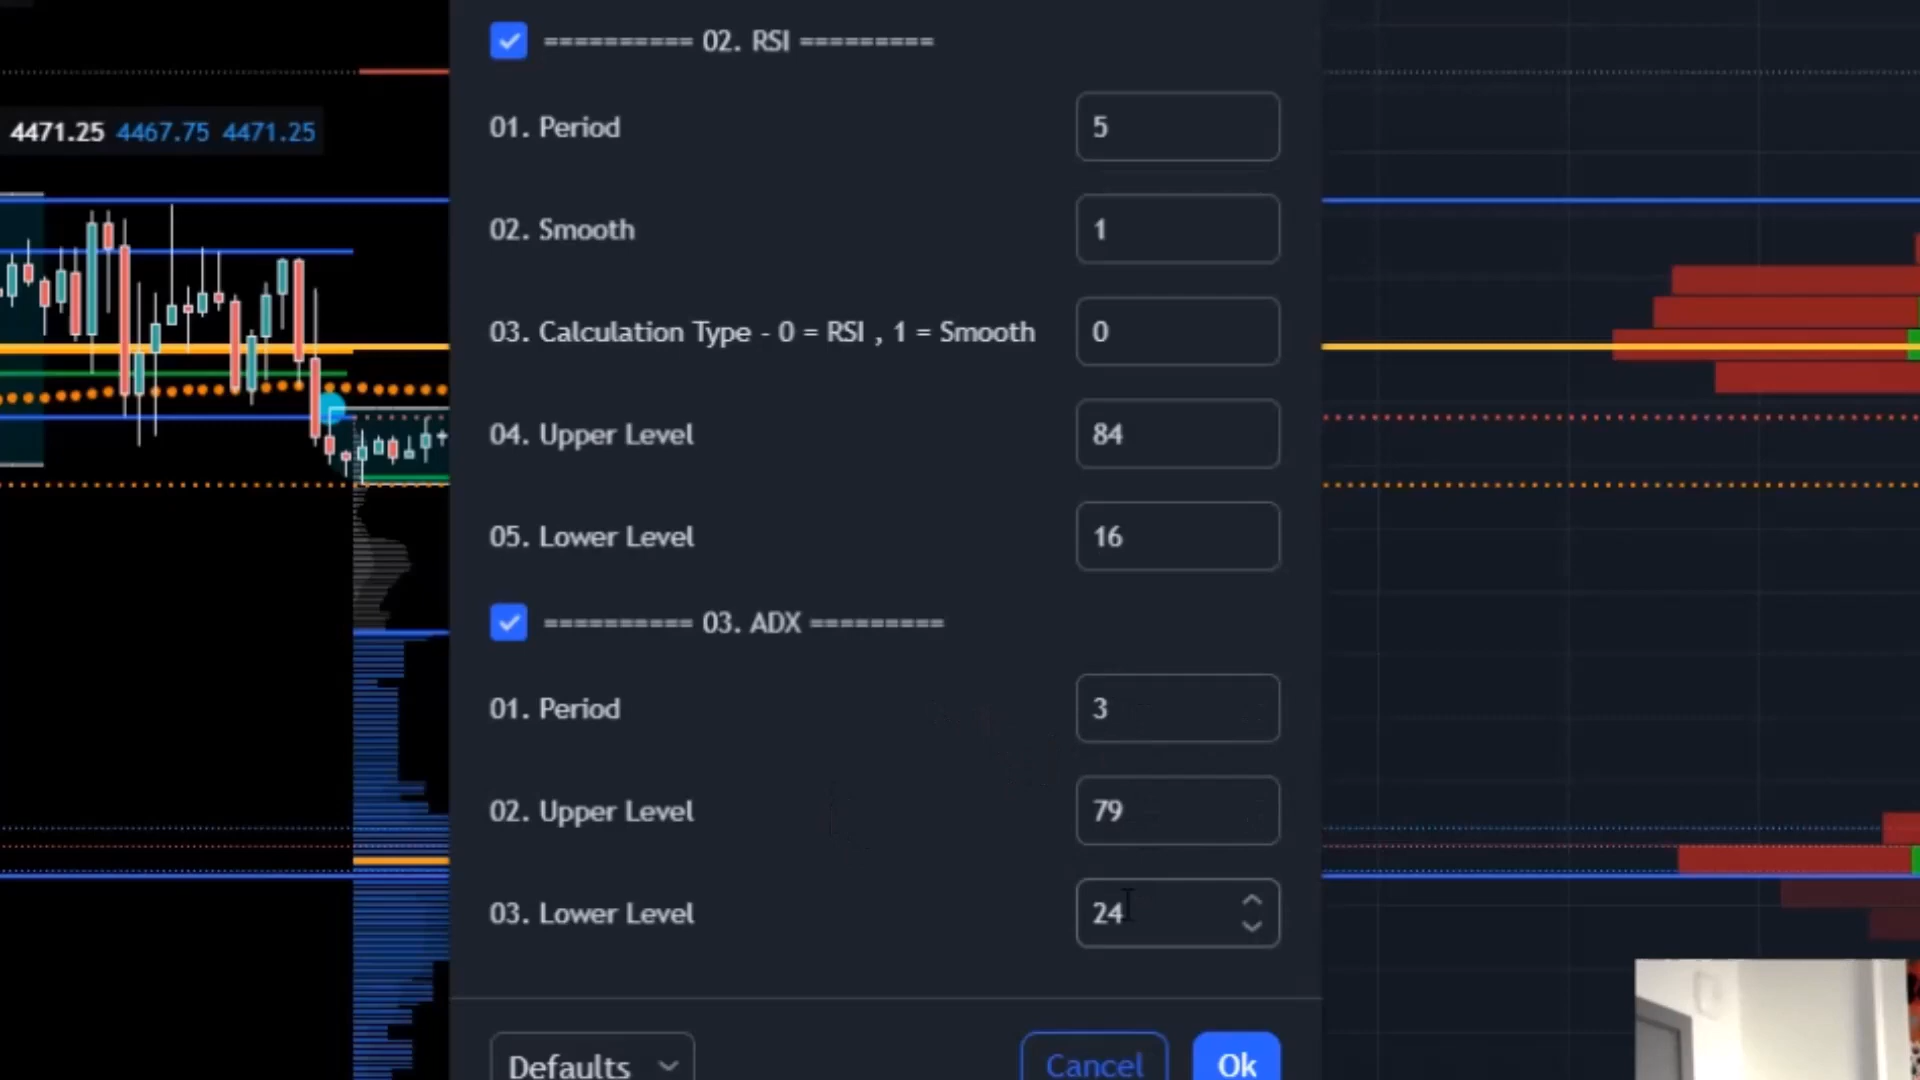 ========== 02. RSI =========
4471.25 4467.75 4471.25
01. Period 5
02. Smooth 1
03. Calculation Type - 0 = RSI , 1 = Smooth 0
04. Upper Level 84
05. Lower Level 16
========== 03. ADX =========
01. Period 3
02. Upper Level 79
03. Lower Level 24
Defaults Cancel Ok